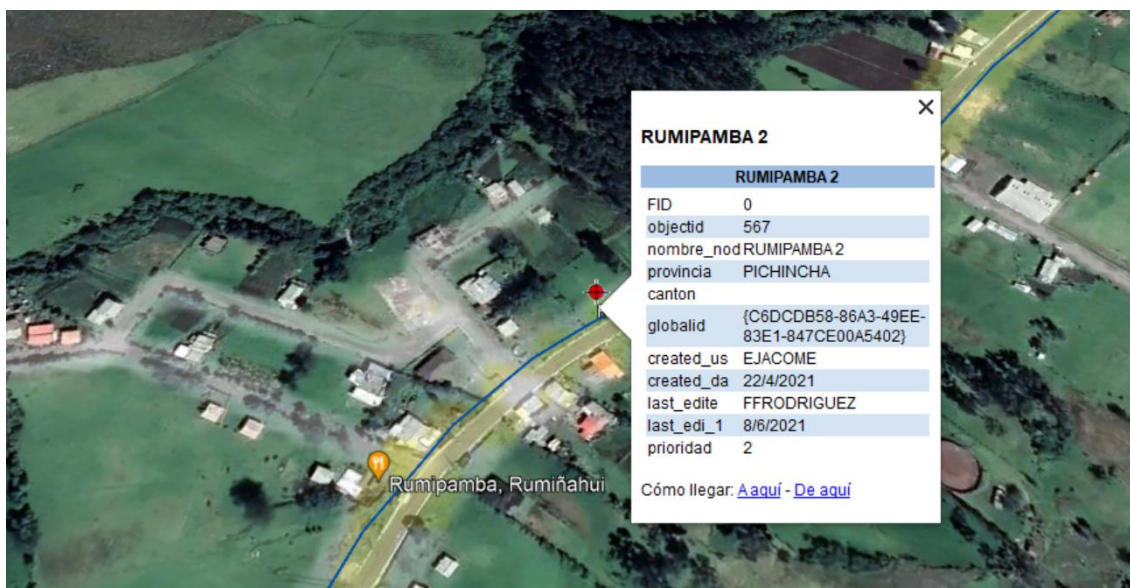 RUMIPAMBA 2
RUMIPAMBA 2
FID 0
objectid 567
nombre_nod RUMIPAMBA 2
provincia PICHINCHA
canton
globalid {C6DCDB58-86A3-49EE-
83E1-847CE00A5402}
created_us EJACOME
created_da 22/4/2021
last_edite FFRODRIGUEZ
last_edi_1 8/6/2021
prioridad 2
Cómo llegar: A aquí - De aquí
Rumipamba, Rumiñahui